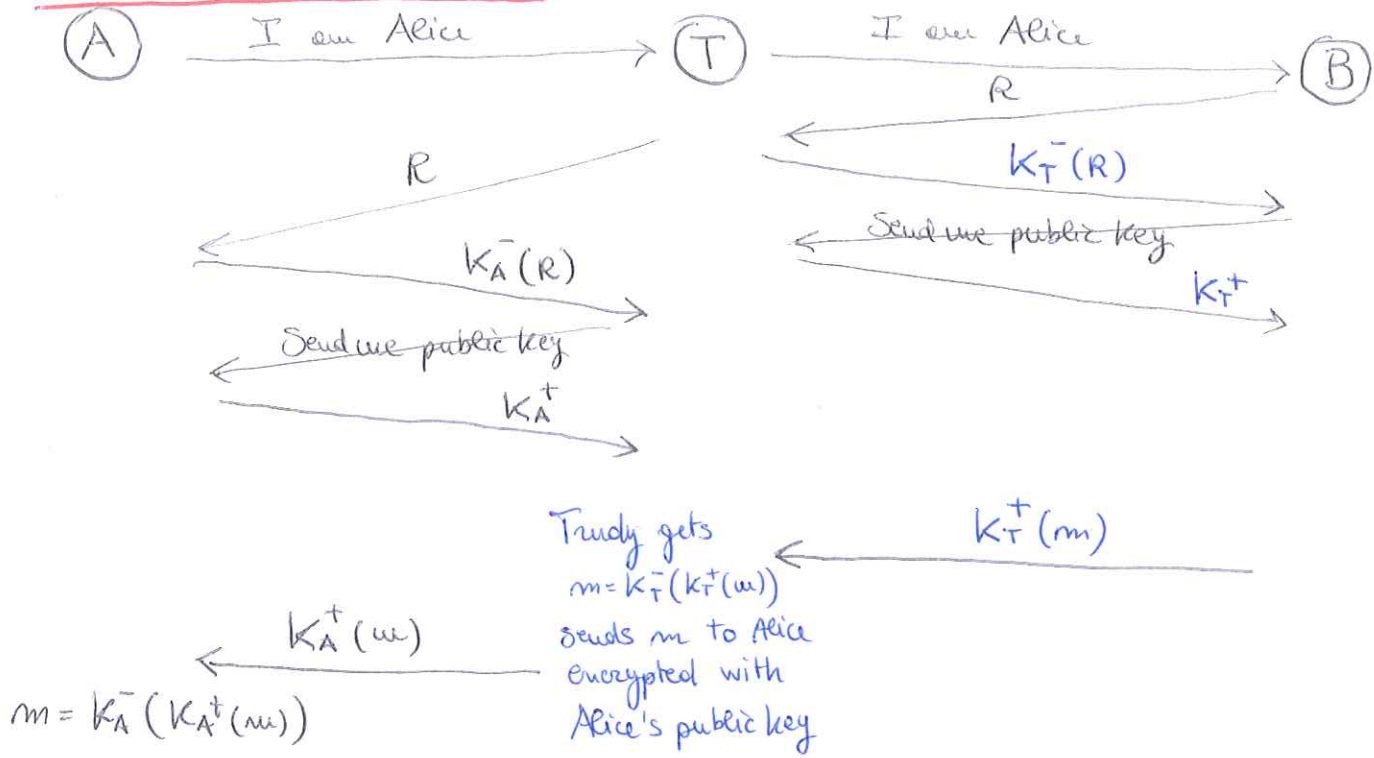 A
I am Alice
T
I am Alice
B
R
K_T^-(R)
R
Send me public key
K_A^-(R)
K_T^+
Send me public key
K_A^+
Trudy gets
K_T^+(m)
m=K_T^-(K_T^+(m))
sends m to Alice
K_A^+(m)
encrypted with
m = K_A^-(K_A^+(m))
Alice's public key